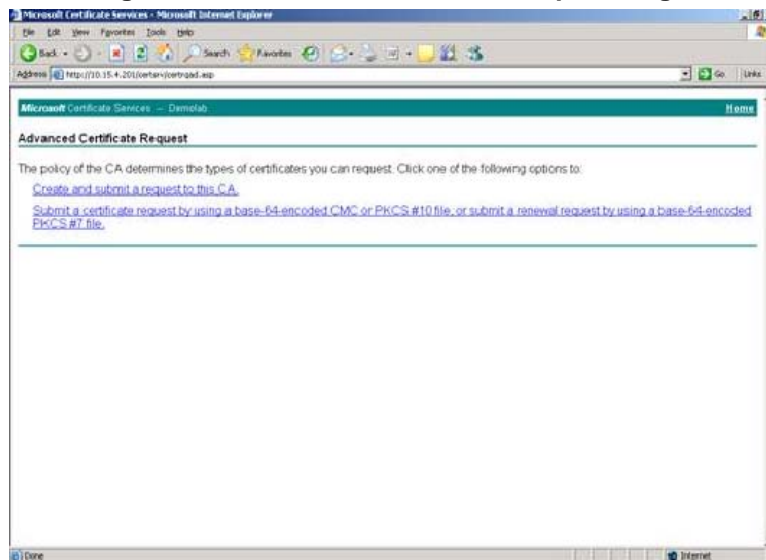 Microsoft Certificate Services - Microsoft Internet Explorer
File Edit View Favorites Tools Help
Back Search Favorites
Address http://10.15.4.201/certsrv/certrqad.asp Go Links
Microsoft Certificate Services -- Demolab Home
Advanced Certificate Request
The policy of the CA determines the types of certificates you can request. Click one of the following options to:
Create and submit a request to this CA.
Submit a certificate request by using a base-64-encoded CMC or PKCS #10 file, or submit a renewal request by using a base-64-encoded
PKCS #7 file.
Done Internet